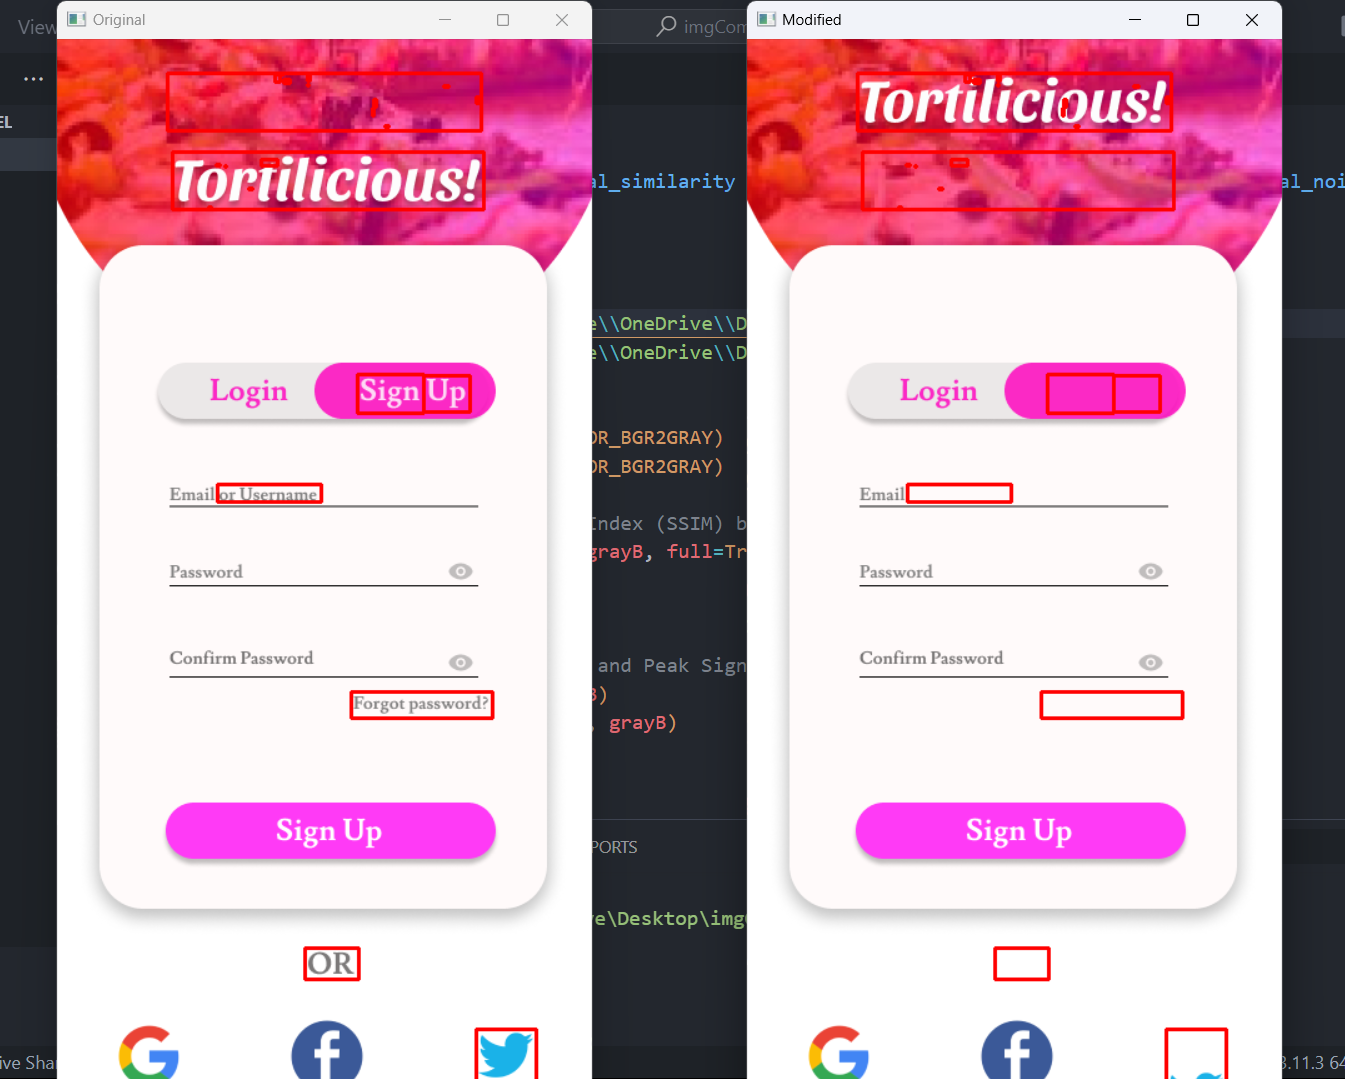 View
Original
imgCom
Modified
EL
Tortilicious!
Tortilicious!
al_similarity
al_noi
e\\OneDrive\\D
e\\OneDrive\\D
Login
Sign Up
Login
OR_BGR2GRAY)
OR_BGR2GRAY)
Email or Username
Email
Index (SSIM) b
grayB, full=Tr
Password
Password
Confirm Password
Confirm Password
and Peak Sign
B)
Forgot password?
, grayB)
Sign Up
Sign Up
PORTS
ve\Desktop\img
OR
ive Shar
3.11.3 64